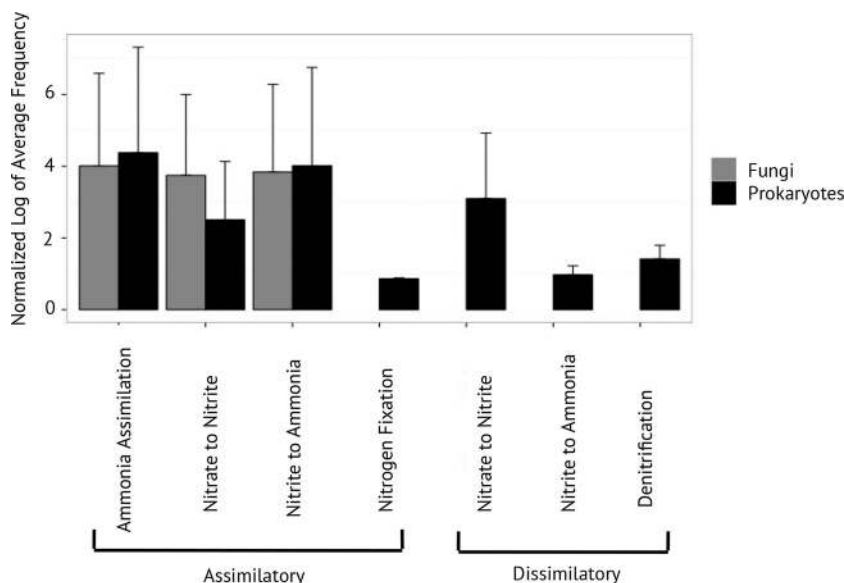 Normalized Log of Average Frequency
6
4
2
0
Fungi
Prokaryotes
Ammonia Assimilation
Nitrate to Nitrite
Nitrite to Ammonia
Nitrogen Fixation
Nitrate to Nitrite
Nitrite to Ammonia
Denitrification
Assimilatory
Dissimilatory